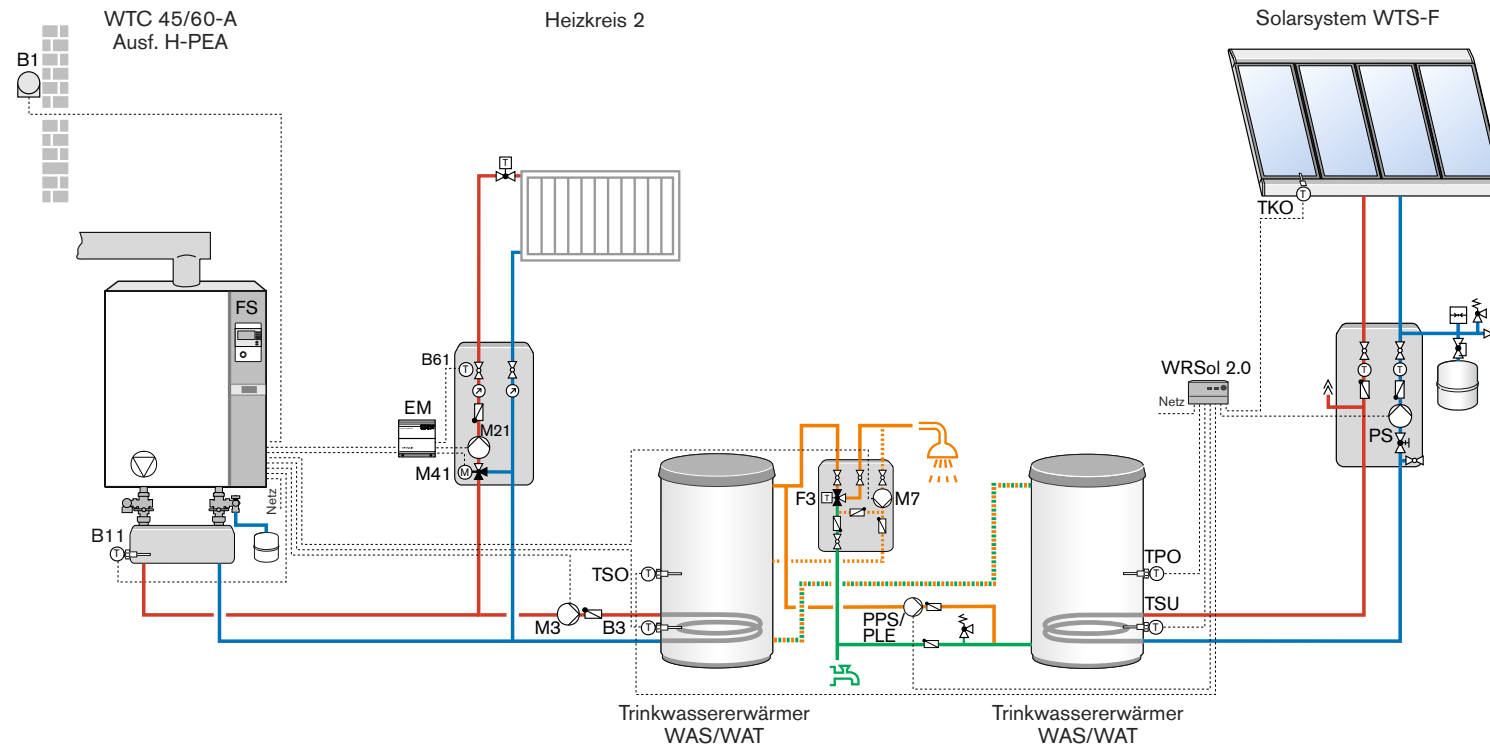 WTC 45/60-A
Ausf. H-PEA
Heizkreis 2
Solarsystem WTS-F
B1
T
TKO
T
FS
B61
T
WRSol 2.0
Netz
T
T
EM
M21
PS
M41
M
F3
T
M7
Netz
B11
T
TSO
T
TPO
T
M3
B3
T
PPS/
PLE
TSU
T
Trinkwassererwärmer
WAS/WAT
Trinkwassererwärmer
WAS/WAT